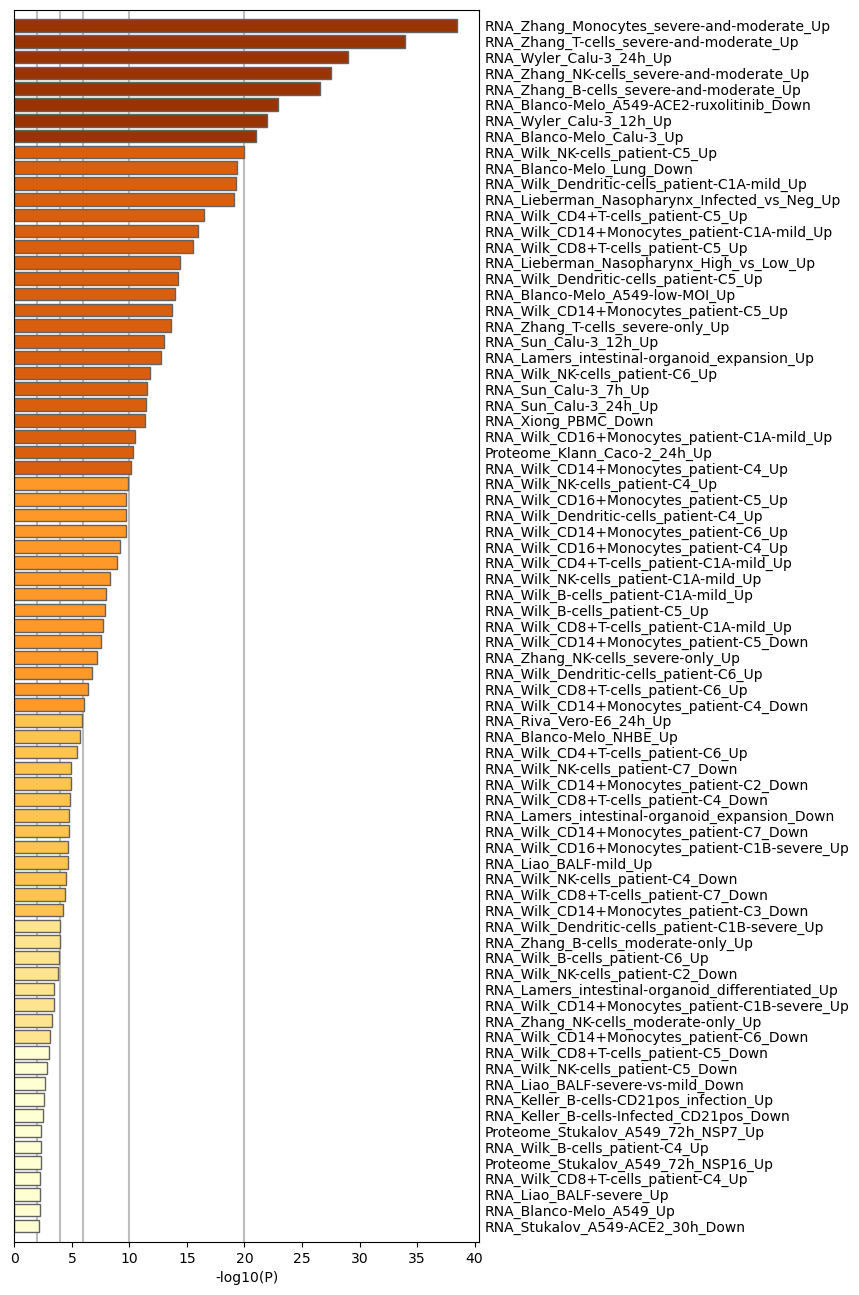 RNA_Zhang_Monocytes_severe-and-moderate_Up
RNA_Zhang_T-cells_severe-and-moderate_Up
RNA_Wyler_Calu-3_24h_Up
RNA_Zhang_NK-cells_severe-and-moderate_Up
RNA_Zhang_B-cells_severe-and-moderate_Up
RNA_Blanco-Melo_A549-ACE2-ruxolitinib_Down
RNA_Wyler_Calu-3_12h_Up
RNA_Blanco-Melo_Calu-3_Up
RNA_Wilk_NK-cells_patient-C5_Up
RNA_Blanco-Melo_Lung_Down
RNA_Wilk_Dendritic-cells_patient-C1A-mild_Up
RNA_Lieberman_Nasopharynx_Infected_vs_Neg_Up
RNA_Wilk_CD4+T-cells_patient-C5_Up
RNA_Wilk_CD14+Monocytes_patient-C1A-mild_Up
RNA_Wilk_CD8+T-cells_patient-C5_Up
RNA_Lieberman_Nasopharynx_High_vs_Low_Up
RNA_Wilk_Dendritic-cells_patient-C5_Up
RNA_Blanco-Melo_A549-low-MOI_Up
RNA_Wilk_CD14+Monocytes_patient-C5_Up
RNA_Zhang_T-cells_severe-only_Up
RNA_Sun_Calu-3_12h_Up
RNA_Lamers_intestinal-organoid_expansion_Up
RNA_Wilk_NK-cells_patient-C6_Up
RNA_Sun_Calu-3_7h_Up
RNA_Sun_Calu-3_24h_Up
RNA_Xiong_PBMC_Down
RNA_Wilk_CD16+Monocytes_patient-C1A-mild_Up
Proteome_Klann_Caco-2_24h_Up
RNA_Wilk_CD14+Monocytes_patient-C4_Up
RNA_Wilk_NK-cells_patient-C4_Up
RNA_Wilk_CD16+Monocytes_patient-C5_Up
RNA_Wilk_Dendritic-cells_patient-C4_Up
RNA_Wilk_CD14+Monocytes_patient-C6_Up
RNA_Wilk_CD16+Monocytes_patient-C4_Up
RNA_Wilk_CD4+T-cells_patient-C1A-mild_Up
RNA_Wilk_NK-cells_patient-C1A-mild_Up
RNA_Wilk_B-cells_patient-C1A-mild_Up
RNA_Wilk_B-cells_patient-C5_Up
RNA_Wilk_CD8+T-cells_patient-C1A-mild_Up
RNA_Wilk_CD14+Monocytes_patient-C5_Down
RNA_Zhang_NK-cells_severe-only_Up
RNA_Wilk_Dendritic-cells_patient-C6_Up
RNA_Wilk_CD8+T-cells_patient-C6_Up
RNA_Wilk_CD14+Monocytes_patient-C4_Down
RNA_Riva_Vero-E6_24h_Up
RNA_Blanco-Melo_NHBE_Up
RNA_Wilk_CD4+T-cells_patient-C6_Up
RNA_Wilk_NK-cells_patient-C7_Down
RNA_Wilk_CD14+Monocytes_patient-C2_Down
RNA_Wilk_CD8+T-cells_patient-C4_Down
RNA_Lamers_intestinal-organoid_expansion_Down
RNA_Wilk_CD14+Monocytes_patient-C7_Down
RNA_Wilk_CD16+Monocytes_patient-C1B-severe_Up
RNA_Liao_BALF-mild_Up
RNA_Wilk_NK-cells_patient-C4_Down
RNA_Wilk_CD8+T-cells_patient-C7_Down
RNA_Wilk_CD14+Monocytes_patient-C3_Down
RNA_Wilk_Dendritic-cells_patient-C1B-severe_Up
RNA_Zhang_B-cells_moderate-only_Up
RNA_Wilk_B-cells_patient-C6_Up
RNA_Wilk_NK-cells_patient-C2_Down
RNA_Lamers_intestinal-organoid_differentiated_Up
RNA_Wilk_CD14+Monocytes_patient-C1B-severe_Up
RNA_Zhang_NK-cells_moderate-only_Up
RNA_Wilk_CD14+Monocytes_patient-C6_Down
RNA_Wilk_CD8+T-cells_patient-C5_Down
RNA_Wilk_NK-cells_patient-C5_Down
RNA_Liao_BALF-severe-vs-mild_Down
RNA_Keller_B-cells-CD21pos_infection_Up
RNA_Keller_B-cells-Infected_CD21pos_Down
Proteome_Stukalov_A549_72h_NSP7_Up
RNA_Wilk_B-cells_patient-C4_Up
Proteome_Stukalov_A549_72h_NSP16_Up
RNA_Wilk_CD8+T-cells_patient-C4_Up
RNA_Liao_BALF-severe_Up
RNA_Blanco-Melo_A549_Up
RNA_Stukalov_A549-ACE2_30h_Down
0 5 10 15 20 25 30 35 40
-log10(P)